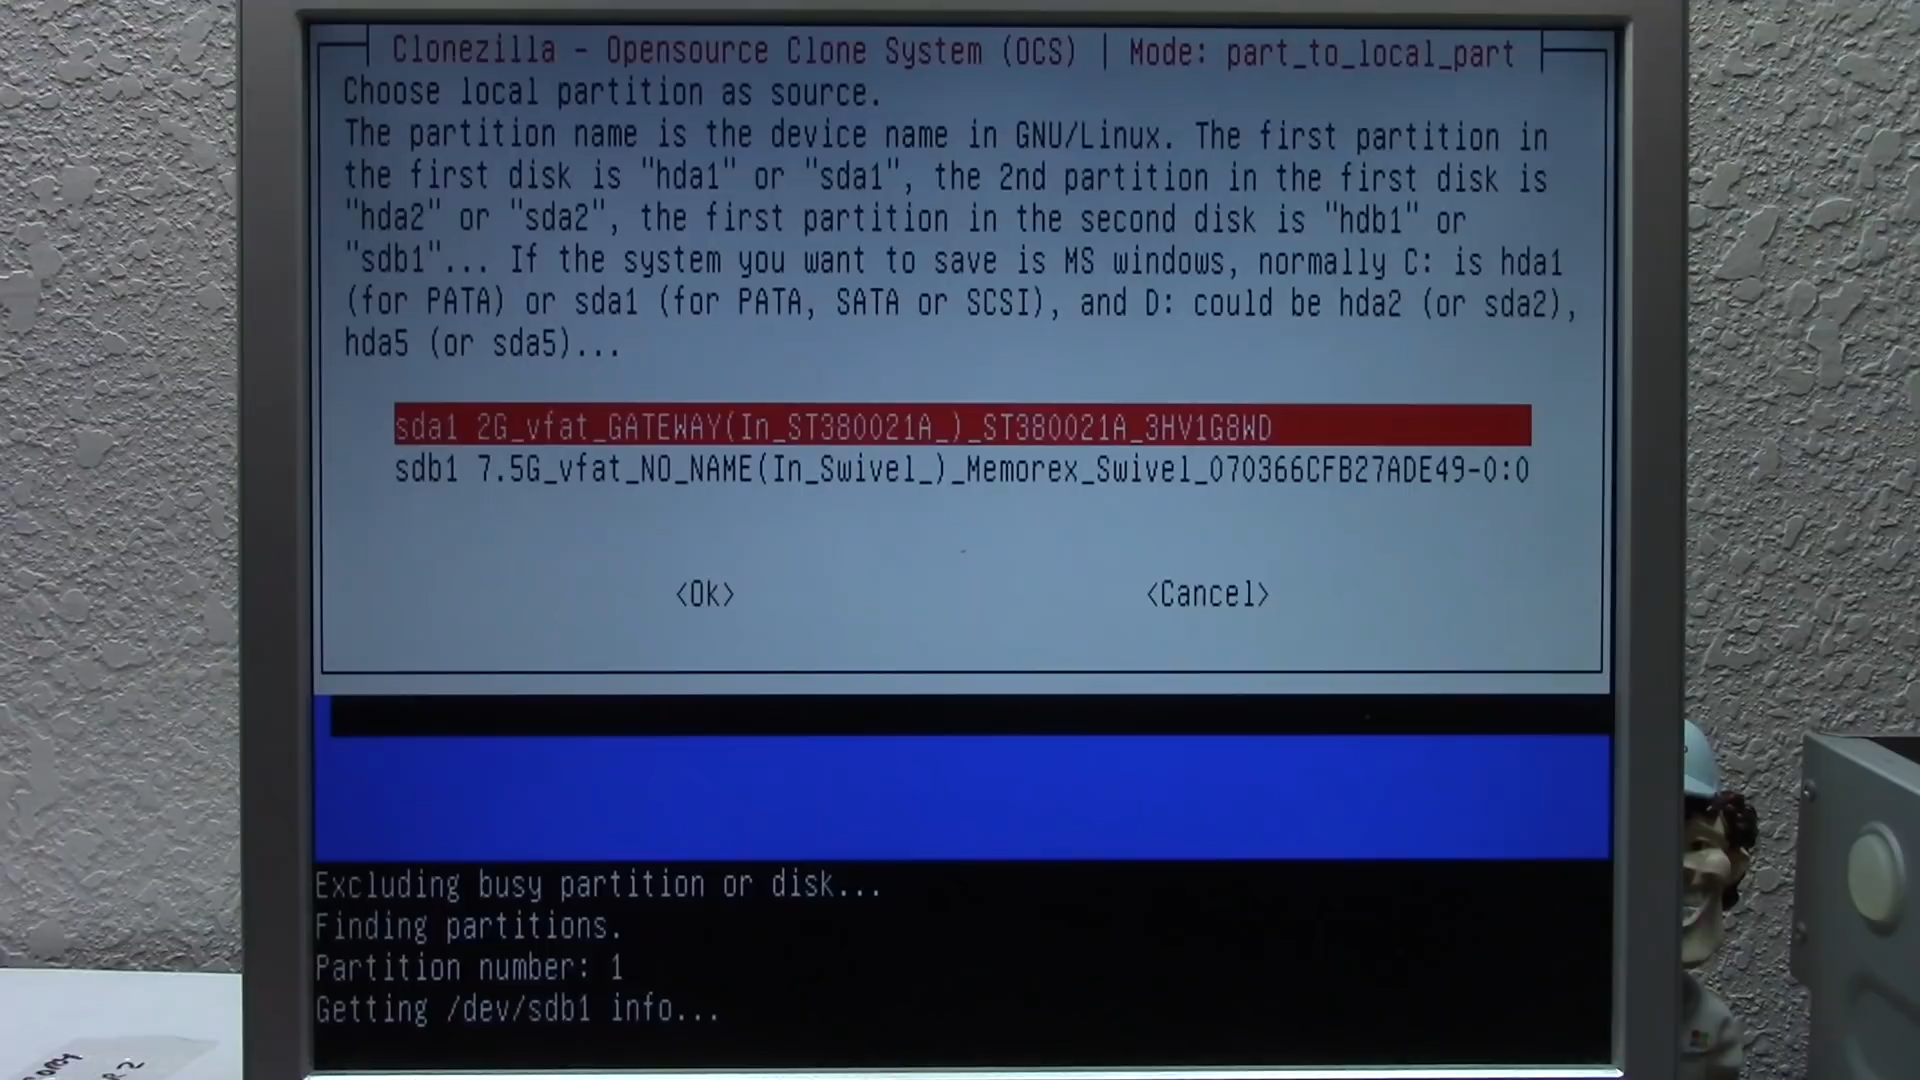 Clonezilla - Opensource Clone System (OCS) | Mode: part_to_local_part
Choose local partition as source.
The partition name is the device name in GNU/Linux. The first partition in
the first disk is "hda1" or "sda1", the 2nd partition in the first disk is
"hda2" or "sda2", the first partition in the second disk is "hdb1" or
"sdb1"... If the system you want to save is MS windows, normally C: is hda1
(for PATA) or sda1 (for PATA, SATA or SCSI), and D: could be hda2 (or sda2),
hda5 (or sda5)...
sda1 2G_vfat_GATEWAY(In_ST380021A_)_ST380021A_3HV1G8WD
sdb1 7.5G_vfat_NO_NAME(In_Swivel_)_Memorex_Swivel_070366CFB27ADE49-0:0
<Ok> <Cancel>
Excluding busy partition or disk...
Finding partitions.
Partition number: 1
Getting /dev/sdb1 info...